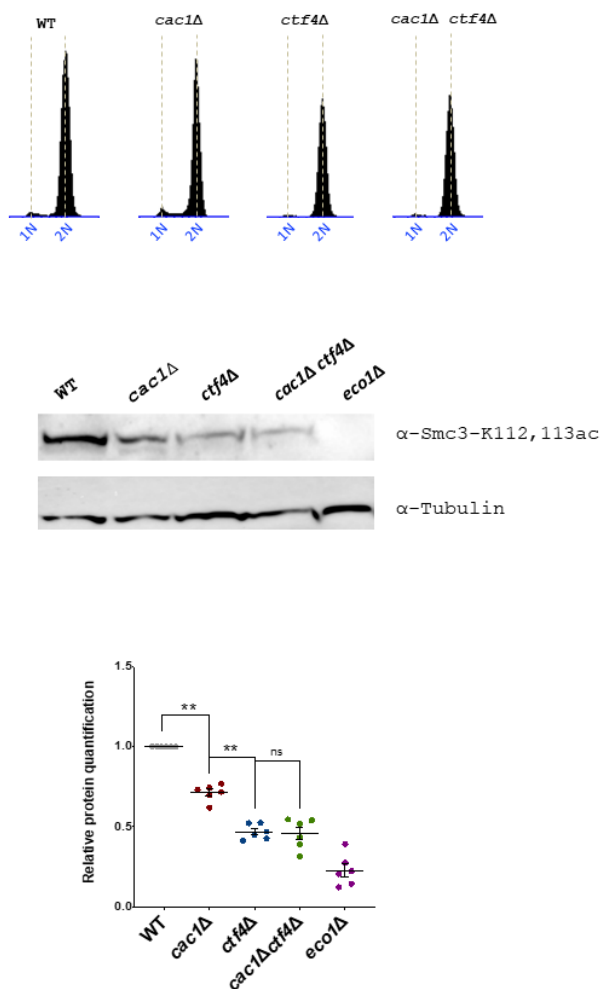 WT cac1Δ ctf4Δ cac1Δ ctf4Δ
1N 2N 1N 2N 1N 2N 1N 2N
WT cac1Δ ctf4Δ cac1Δ ctf4Δ eco1Δ
α-Smc3-K112,113ac
α-Tubulin
Relative protein quantification
1.5
1.0
0.5
0.0
** ** ns
WT cac1Δ ctf4Δ cac1Δctf4Δ eco1Δ